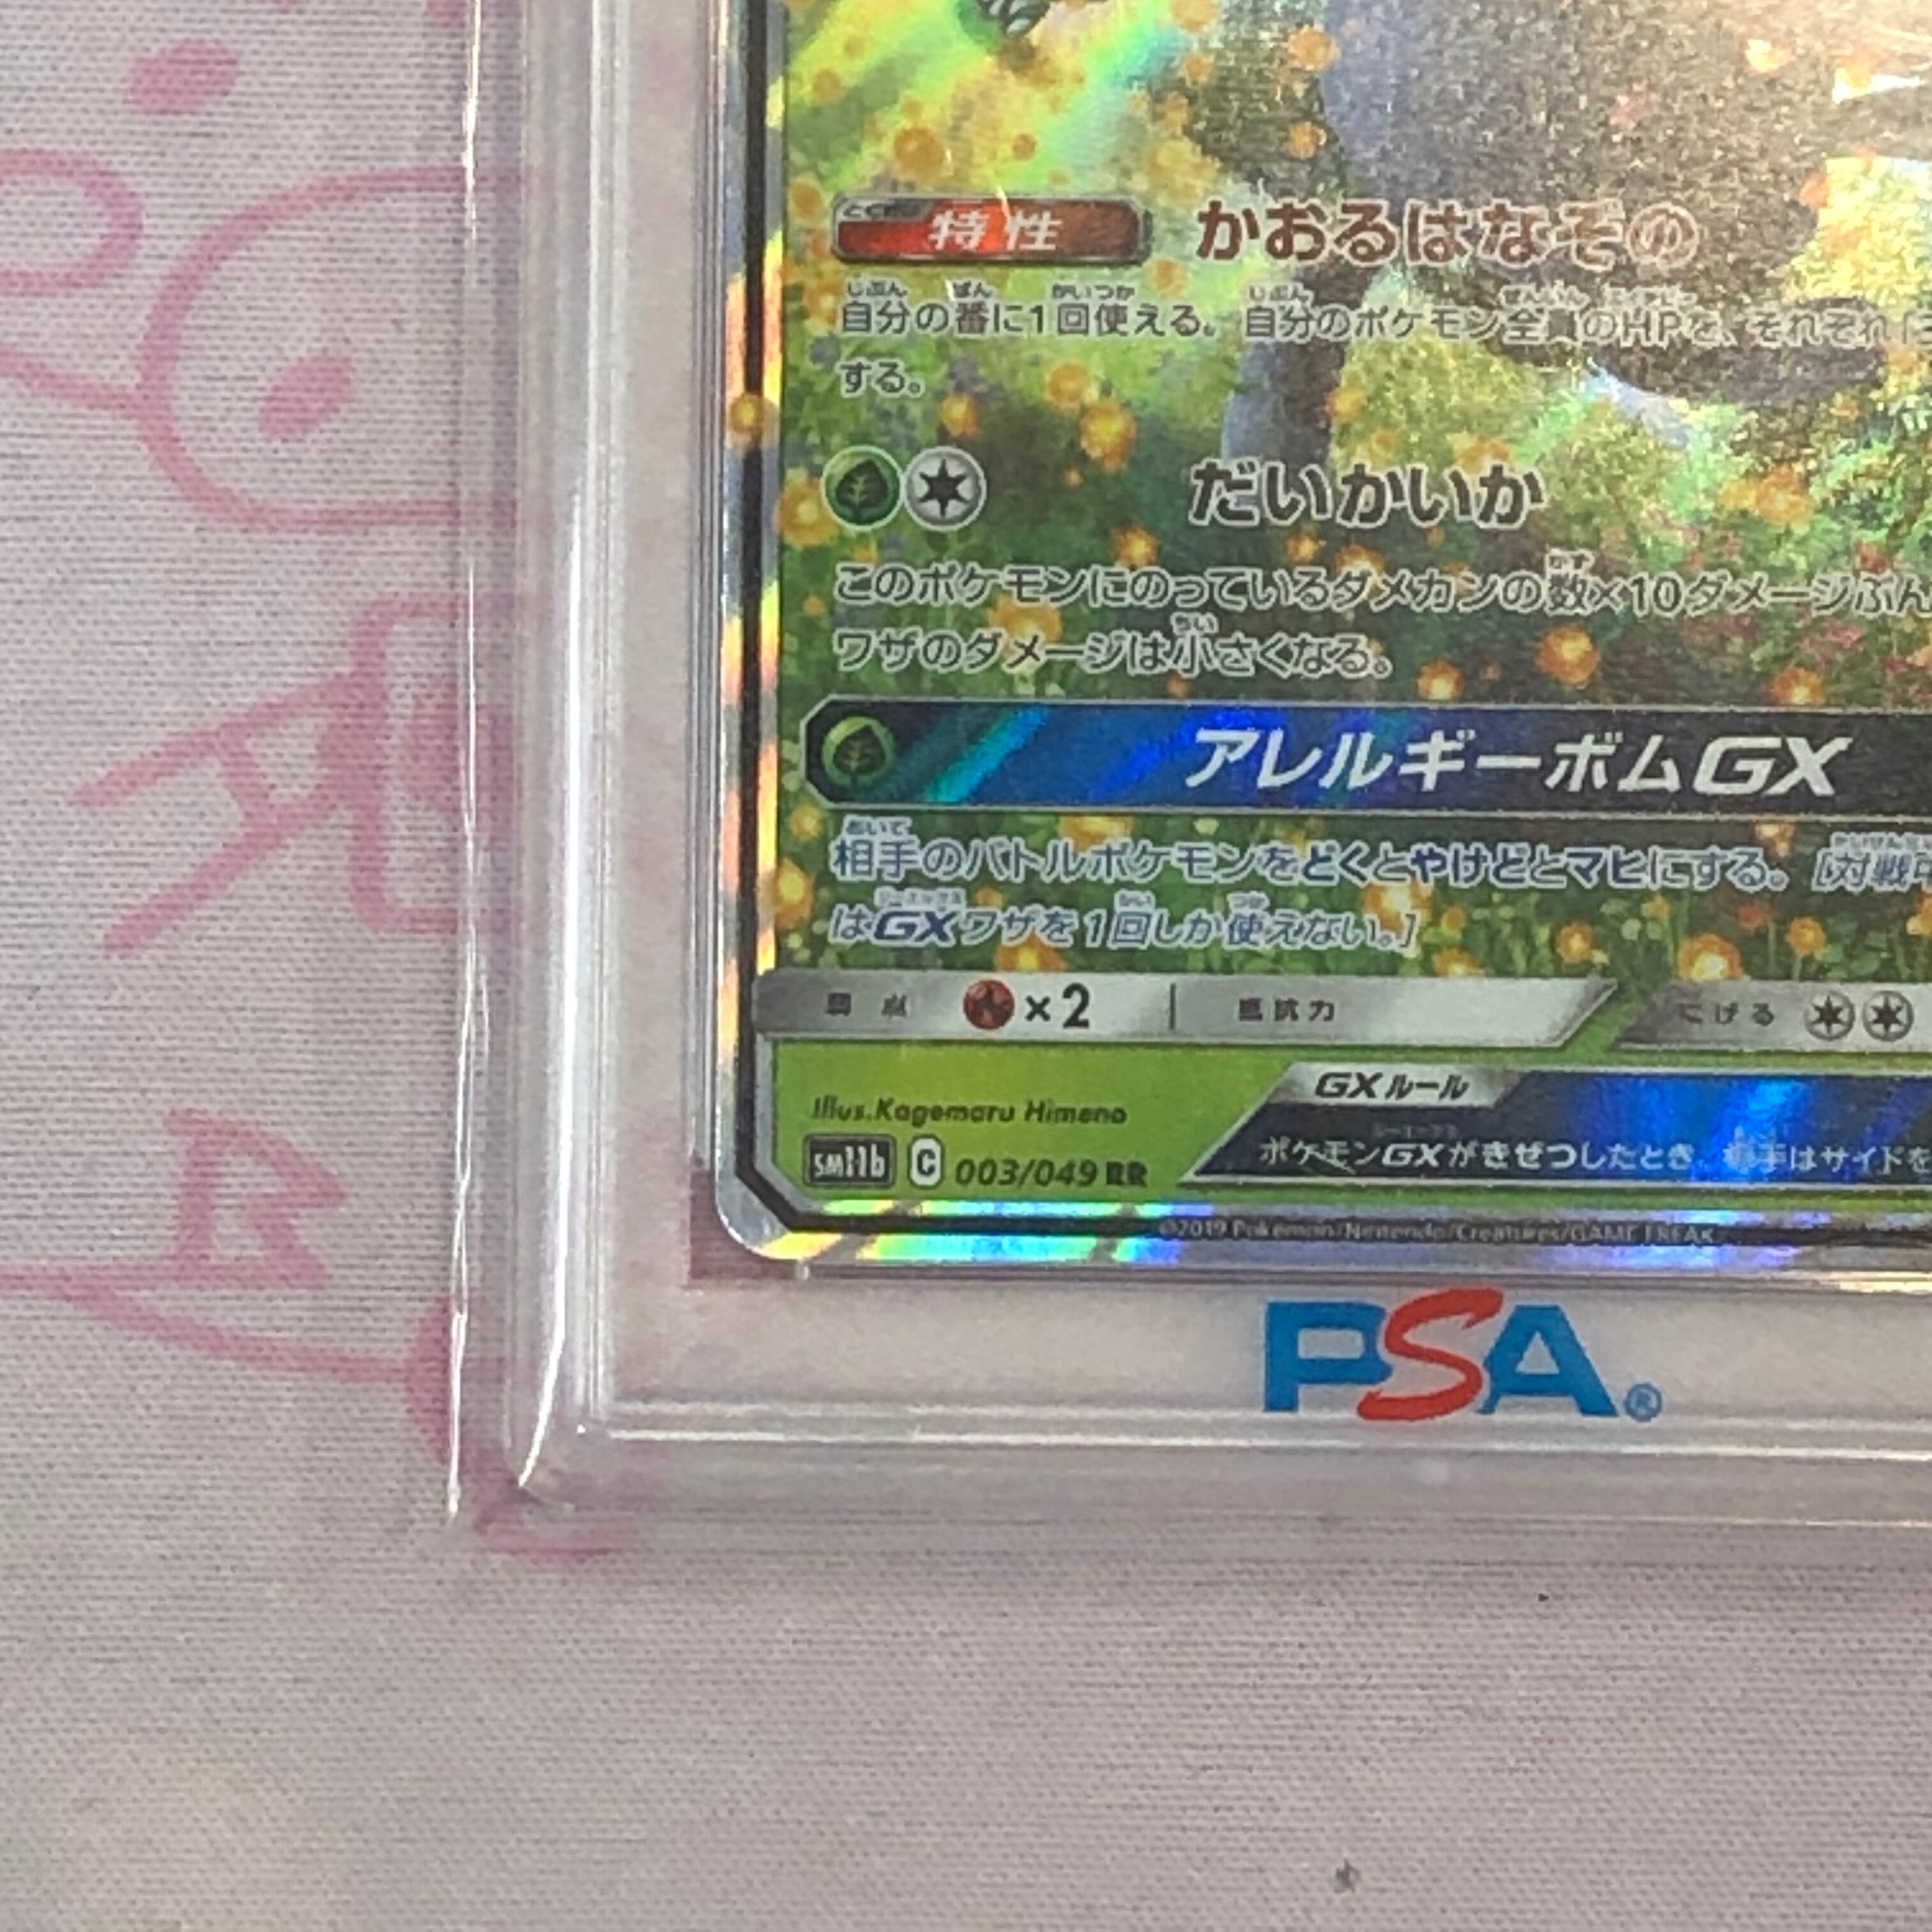 特性 かおるはなぞの
自分の番に1回使える。自分のポケモン全員のHPを、それぞれ「
する。
だいかいか
このポケモンにのっているダメカンの数×10ダメージぶん
ワザのダメージは小さくなる。
アレルギーボムGX
相手のバトルポケモンをどくとやけどとマヒにする。[対戦中
はGXワザを1回しか使えない。]
弱点 ×2 抵抗力 にげる
GXルール
Illus.Kagemaru Himeno
ポケモンGXがきぜつしたとき、相手はサイドを
sm11b C 003/049 RR
©2019 Pokémon/Nintendo/Creatures/GAME FREAK
PSA®